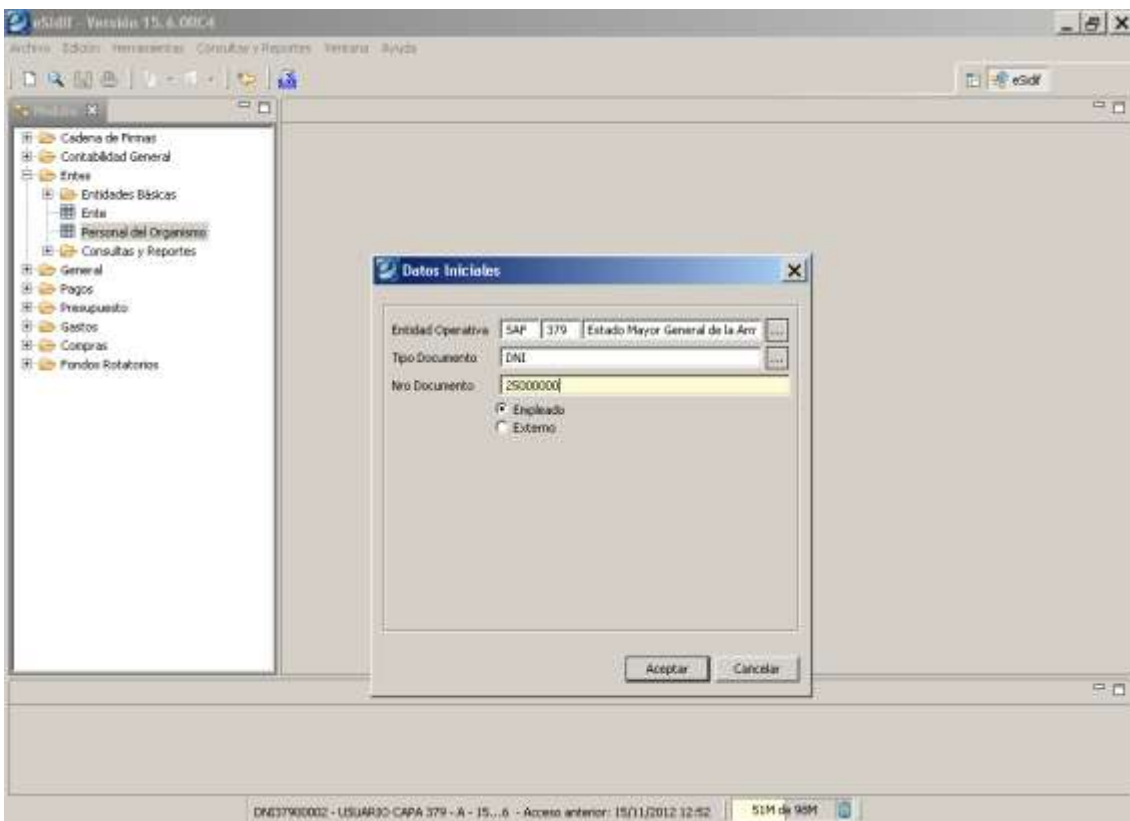 eSidif - Versión 15.4.00C4
Archivo Edición Herramientas Consultas y Reportes Ventana Ayuda
eSidif
Cadena de Firmas
Contabilidad General
Entes
Entidades Básicas
Ente
Personal del Organismo
Consultas y Reportes
General
Pagos
Presupuesto
Gastos
Compras
Fondos Rotatorios
Datos Iniciales
Entidad Operativa SAF 379 Estado Mayor General de la Arm ...
Tipo Documento DNI ...
Nro Documento 25000000
Empleado
Externo
Aceptar Cancelar
DNI37900002 - USUARIO CAPA 379 - A - 15...6 - Acceso anterior: 15/11/2012 12:52 51M de 98M